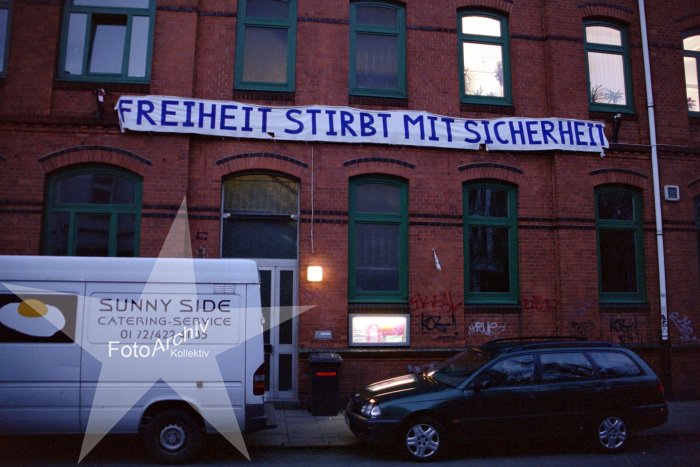 FREIHEIT STIRBT MIT SICHERHEIT
SUNNY SIDE
CATERING-SERVICE
FotoArchiv
Kollektiv